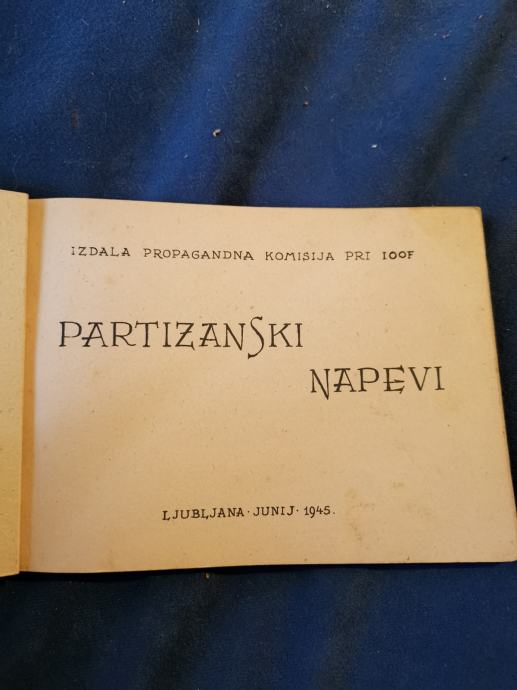 IZDALA PROPAGANDNA KOMISIJA PRI IOOF
PARTIZANSKI
NAPEVI
LJUBLJANA · JUNIJ · 1945.